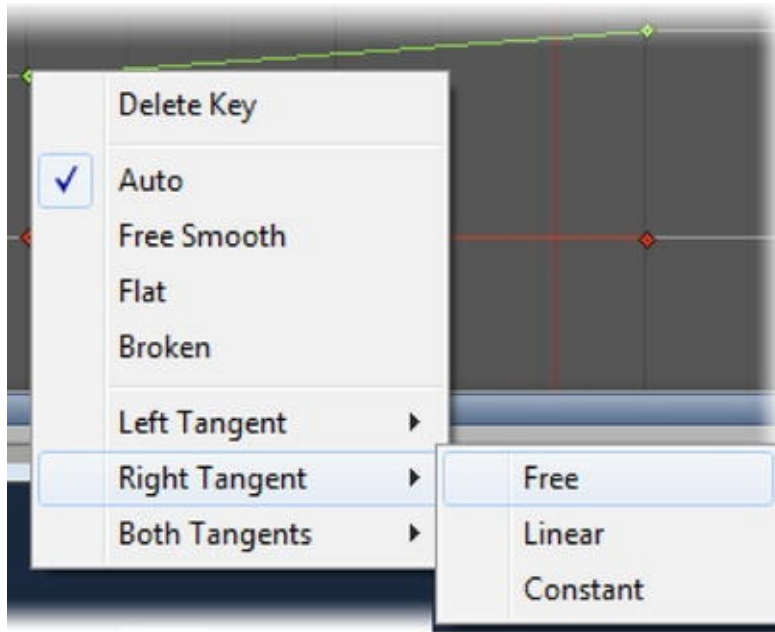 Delete Key
Auto
Free Smooth
Flat
Broken
Left Tangent
Right Tangent
Both Tangents
Free
Linear
Constant